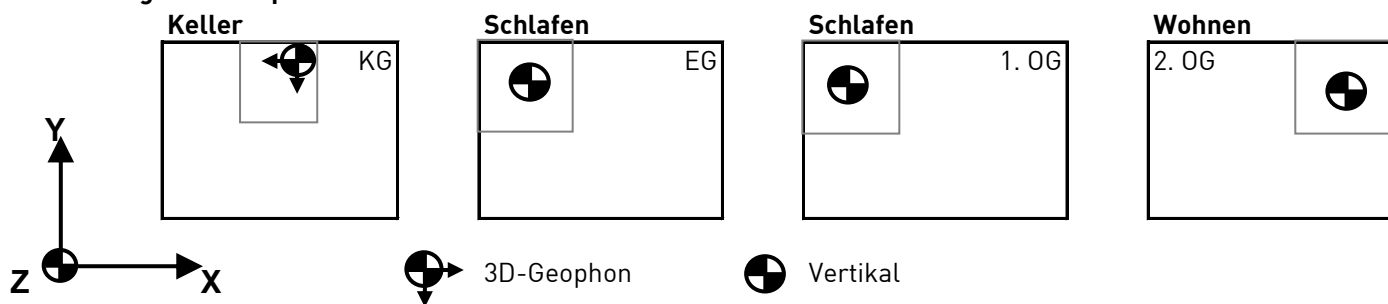 Keller Schlafen Schlafen Wohnen
KG EG 1. OG 2. OG
Y
Z X 3D-Geophon Vertikal